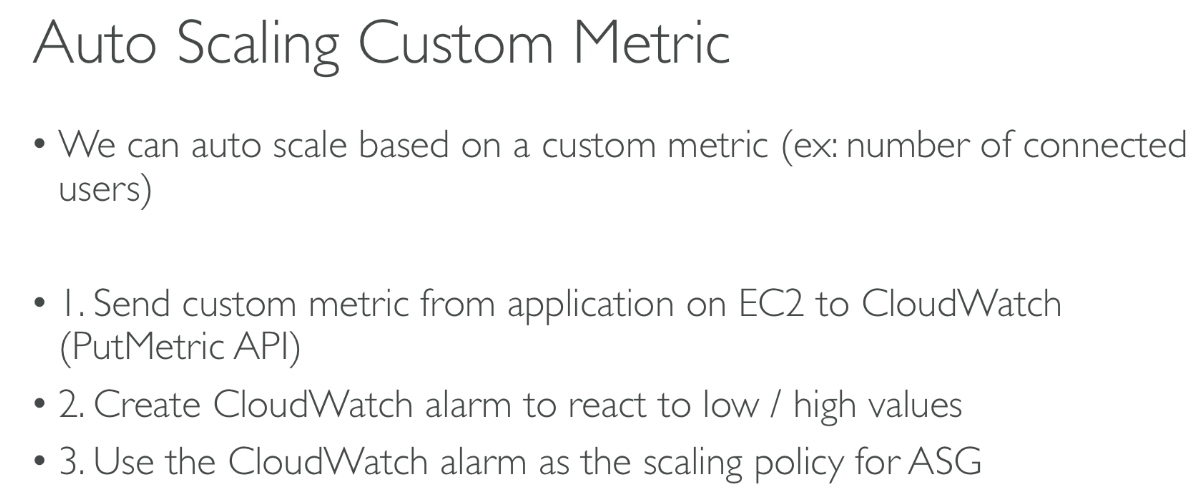 Auto Scaling Custom Metric
• We can auto scale based on a custom metric (ex: number of connected
users)
• 1. Send custom metric from application on EC2 to CloudWatch
(PutMetric API)
• 2. Create CloudWatch alarm to react to low / high values
• 3. Use the CloudWatch alarm as the scaling policy for ASG